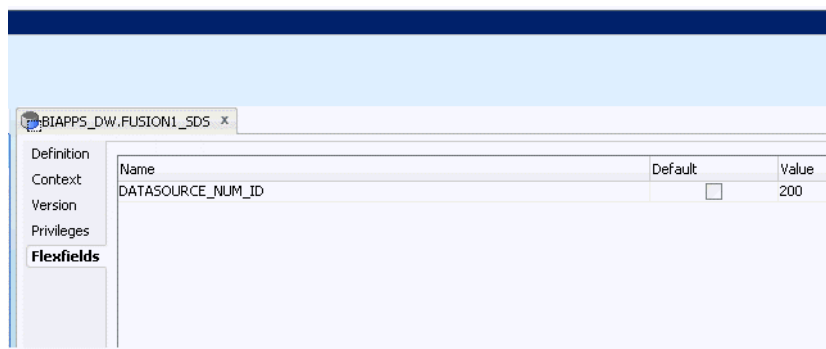 BIAPPS_DW.FUSION1_SDS x
Definition
Context
Version
Privileges
Flexfields
Name Default Value
DATASOURCE_NUM_ID 200